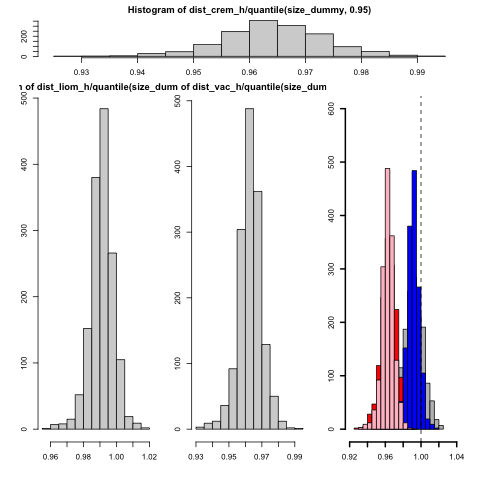 Histogram of dist_crem_h/quantile(size_dummy, 0.95)
0 200
0.93 0.94 0.95 0.96 0.97 0.98 0.99
of dist_liom_h/quantile(size_dum of dist_vac_h/quantile(size_dum
0 100 200 300 400 500
0.96 0.98 1.00 1.02
0 100 200 300 400 500
0.93 0.95 0.97 0.99
0 100 200 300 400 500 600
0.92 0.96 1.00 1.04